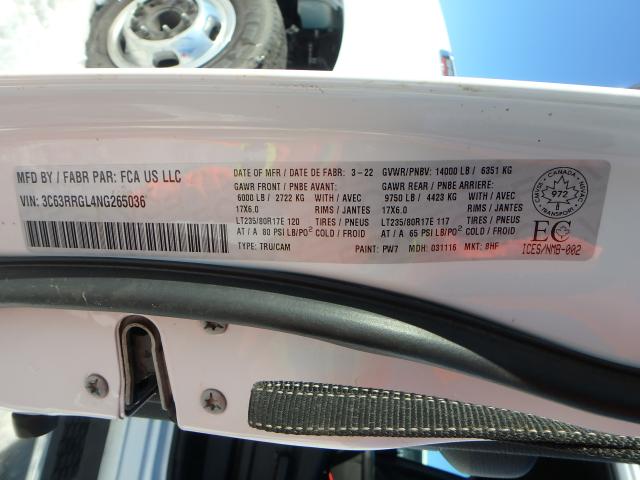 MFD BY / FABR PAR: FCA US LLC
VIN: 3C63RRGL4NG265036
DATE OF MFR / DATE DE FABR: 3-22
GAWR FRONT / PNBE AVANT:
6000 LB / 2722 KG WITH / AVEC
17X6.0 RIMS / JANTES
LT235/80R17E 120 TIRES / PNEUS
AT / A 80 PSI LB/PO² COLD / FROID
TYPE: TRU/CAM
GVWR/PNBV: 14000 LB / 6351 KG
GAWR REAR / PNBE ARRIERE:
9750 LB / 4423 KG WITH / AVEC
17X6.0 RIMS / JANTES
LT235/80R17E 117 TIRES / PNEUS
AT / A 65 PSI LB/PO² COLD / FROID
PAINT: PW7 MDH: 031116 MKT: 8HF
CANADA
CMVSS NSVAC
972
TRANSPORT
EC
ICES/NMB-002